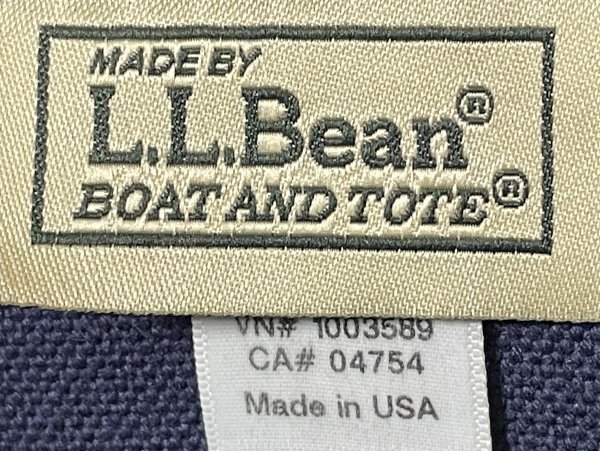 MADE BY
L.L.Bean®
BOAT AND TOTE®
VN# 1003589
CA# 04754
Made in USA